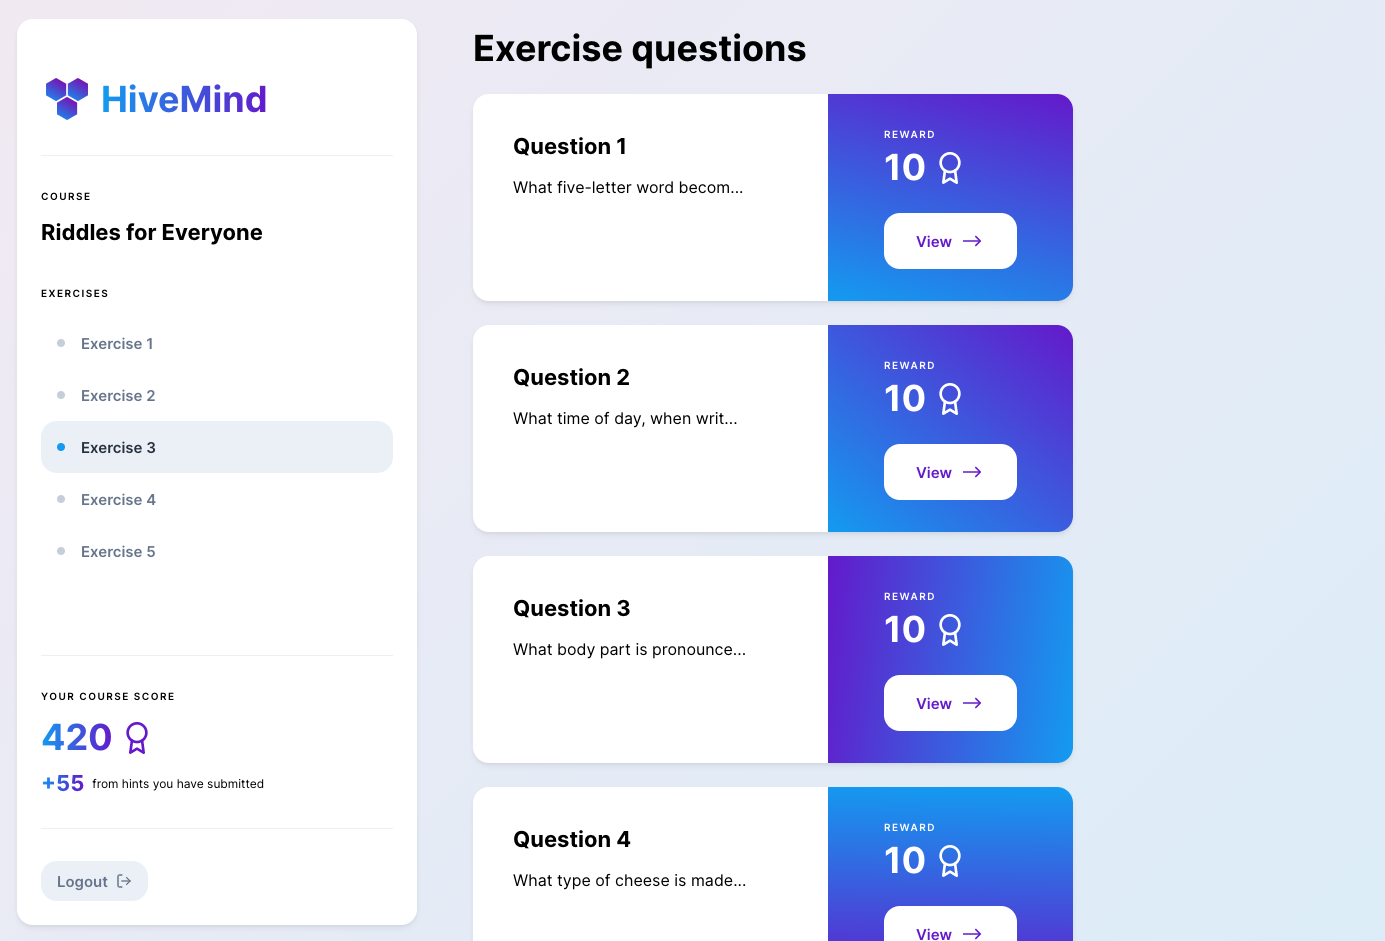 HiveMind
COURSE
Riddles for Everyone
EXERCISES
Exercise 1
Exercise 2
Exercise 3
Exercise 4
Exercise 5
YOUR COURSE SCORE
420
+55 from hints you have submitted
Logout
Exercise questions
Question 1
What five-letter word becom...
REWARD
10
View
Question 2
What time of day, when writ...
REWARD
10
View
Question 3
What body part is pronounce...
REWARD
10
View
Question 4
What type of cheese is made...
REWARD
10
View